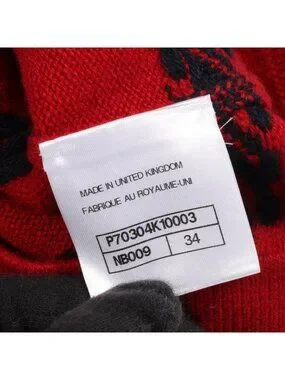 MADE IN UNITED KINGDOM
FABRIQUE AU ROYAUME-UNI
P70304K10003
NB009 34